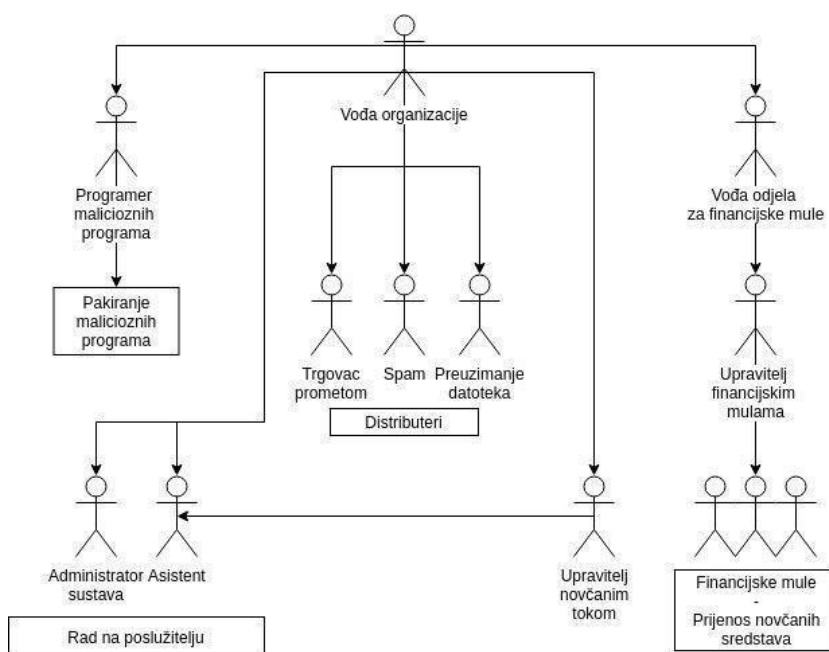 Vođa organizacije
Programer
malicioznih
programa
Vođa odjela
za financijske mule
Pakiranje
malicioznih
programa
Trgovac
prometom
Spam
Preuzimanje
datoteka
Upravitelj
financijskim
mulama
Distributeri
Administrator
sustava
Asistent
Upravitelj
novčanim
tokom
Financijske mule
-
Prijenos novčanih
sredstava
Rad na poslužitelju